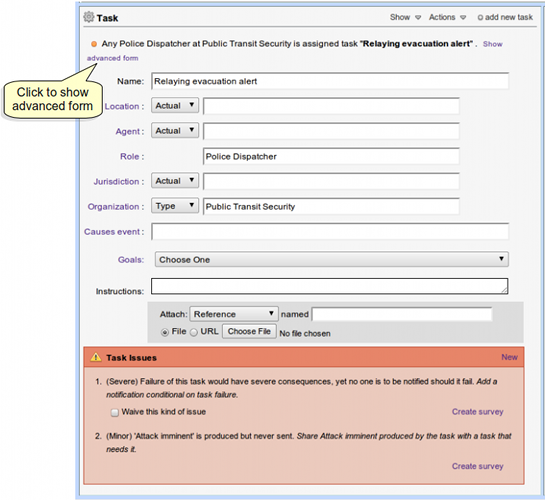 Task Show Actions add new task
Any Police Dispatcher at Public Transit Security is assigned task "Relaying evacuation alert" . Show
advanced form
Click to show
advanced form
Name: Relaying evacuation alert
Location : Actual
Agent : Actual
Role : Police Dispatcher
Jurisdiction : Actual
Organization : Type Public Transit Security
Causes event :
Goals: Choose One
Instructions:
Attach: Reference named
File URL Choose File No file chosen
Task Issues New
1. (Severe) Failure of this task would have severe consequences, yet no one is to be notified should it fail. Add a
notification conditional on task failure.
Waive this kind of issue Create survey
2. (Minor) 'Attack imminent' is produced but never sent. Share Attack imminent produced by the task with a task that
needs it.
Create survey